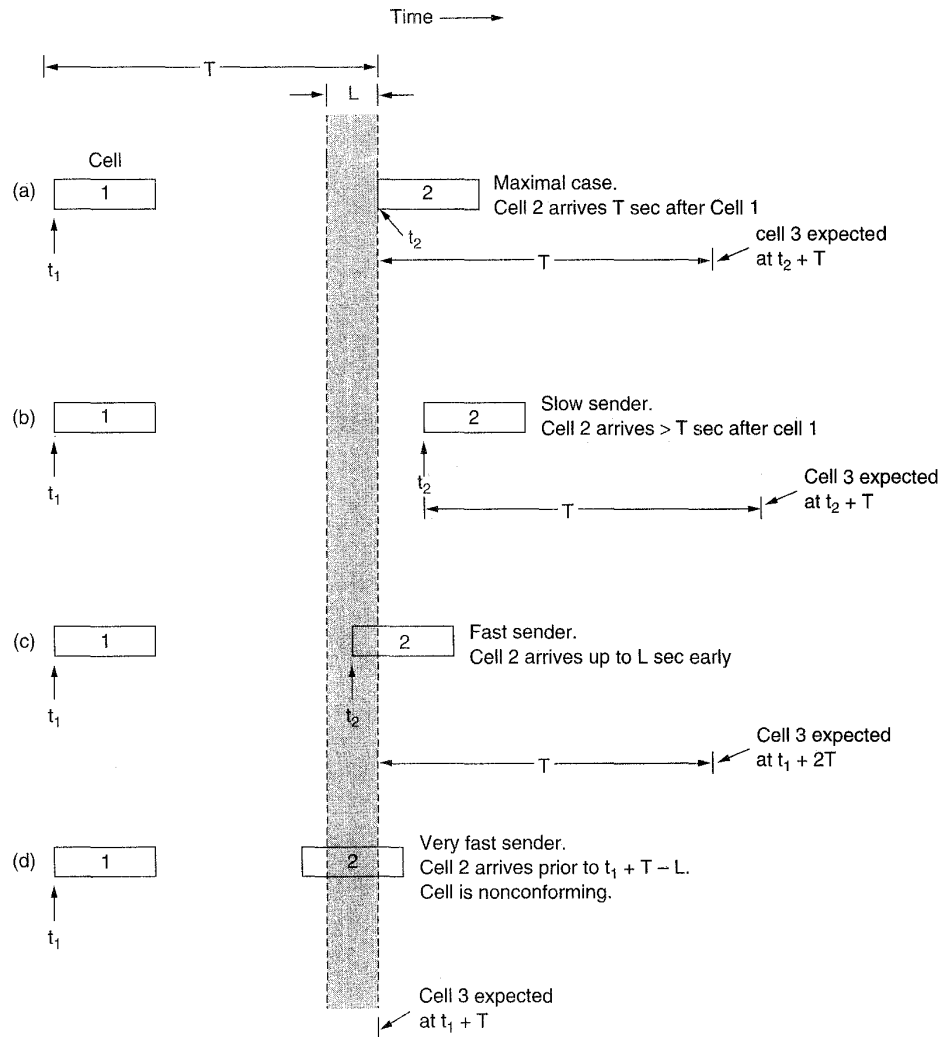 Time
T
L
Cell
(a)
1
2
Maximal case.
Cell 2 arrives T sec after Cell 1
t1
t2
T
cell 3 expected
at t2 + T
(b)
1
2
Slow sender.
Cell 2 arrives > T sec after cell 1
t1
t2
T
Cell 3 expected
at t2 + T
(c)
1
2
Fast sender.
Cell 2 arrives up to L sec early
t1
t2
T
Cell 3 expected
at t1 + 2T
(d)
1
2
Very fast sender.
Cell 2 arrives prior to t1 + T – L.
Cell is nonconforming.
t1
Cell 3 expected
at t1 + T